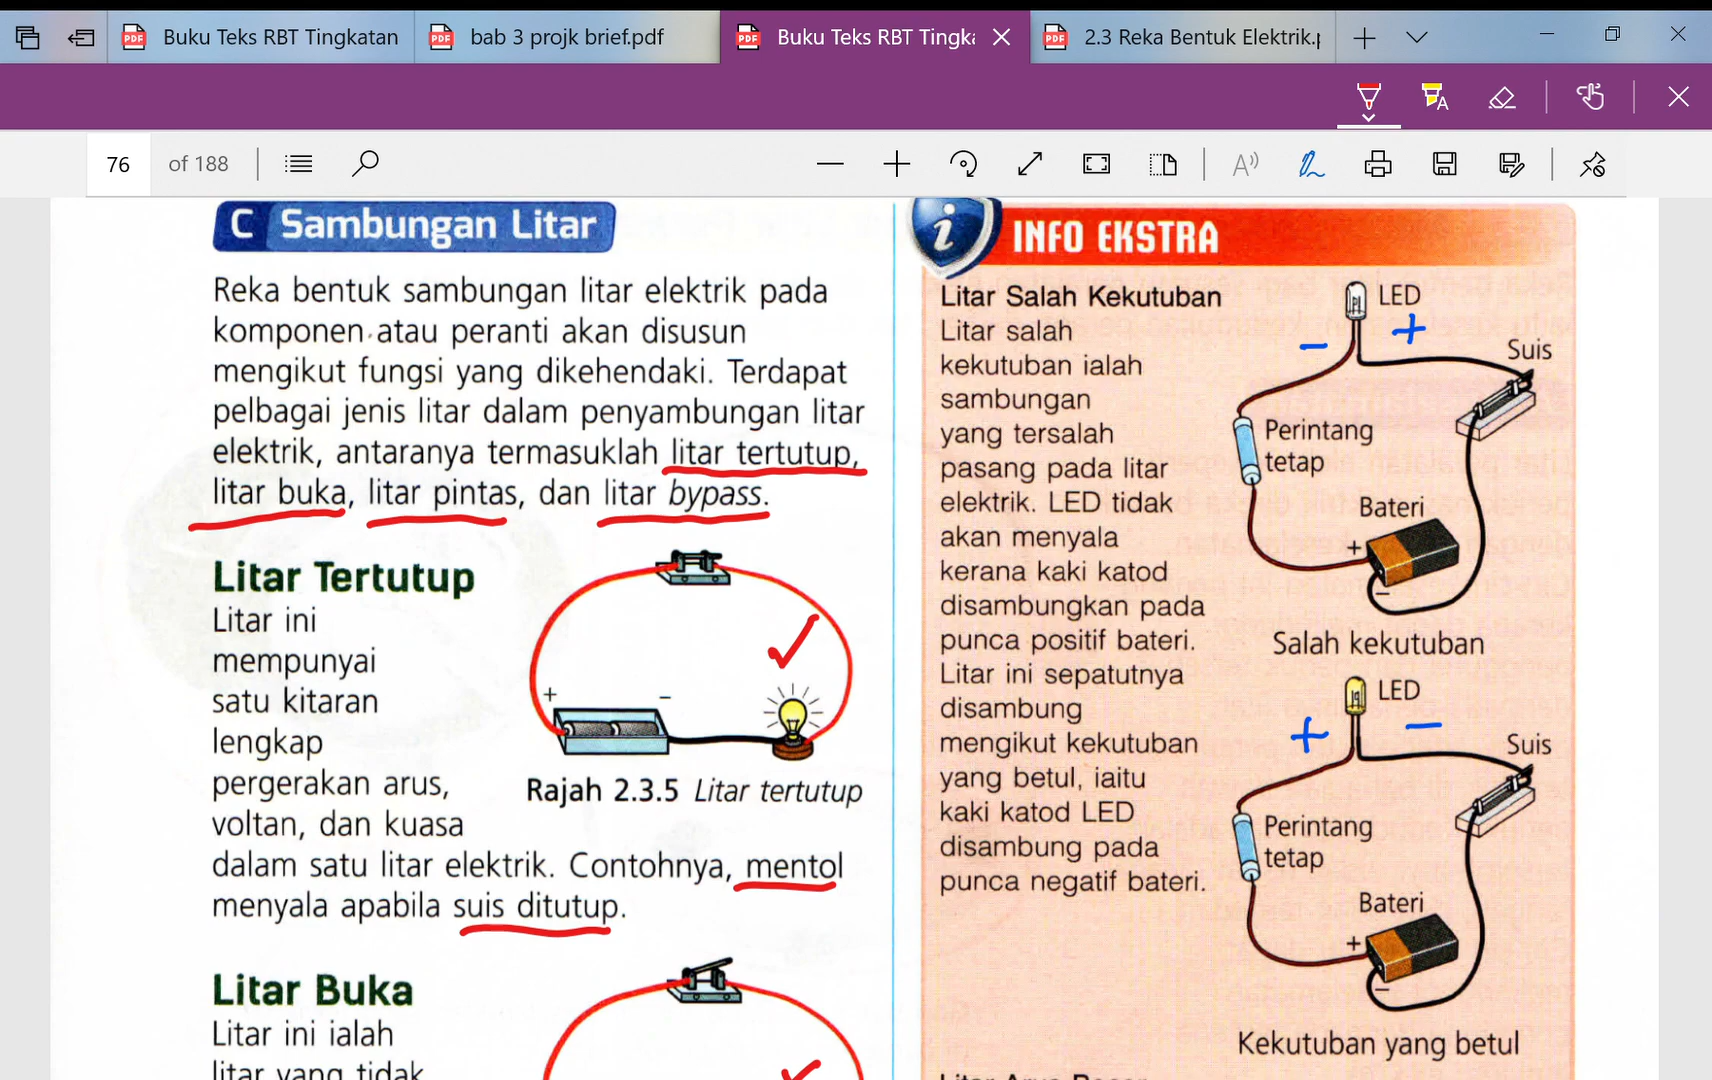 Buku Teks RBT Tingkatan
bab 3 projk brief.pdf
Buku Teks RBT Tingka
2.3 Reka Bentuk Elektrik.p
76 of 188
C Sambungan Litar
Reka bentuk sambungan litar elektrik pada
komponen atau peranti akan disusun
mengikut fungsi yang dikehendaki. Terdapat
pelbagai jenis litar dalam penyambungan litar
elektrik, antaranya termasuklah litar tertutup,
litar buka, litar pintas, dan litar bypass.
Litar Tertutup
Litar ini
mempunyai
satu kitaran
lengkap
pergerakan arus,
voltan, dan kuasa
dalam satu litar elektrik. Contohnya, mentol
menyala apabila suis ditutup.
+ −
Rajah 2.3.5 Litar tertutup
Litar Buka
Litar ini ialah
litar yang tidak
i INFO EKSTRA
Litar Salah Kekutuban
Litar salah
kekutuban ialah
sambungan
yang tersalah
pasang pada litar
elektrik. LED tidak
akan menyala
kerana kaki katod
disambungkan pada
punca positif bateri.
Litar ini sepatutnya
disambung
mengikut kekutuban
yang betul, iaitu
kaki katod LED
disambung pada
punca negatif bateri.
LED
− +
Suis
Perintang
tetap
Bateri
+
−
Salah kekutuban
LED
+ −
Suis
Perintang
tetap
Bateri
+
−
Kekutuban yang betul